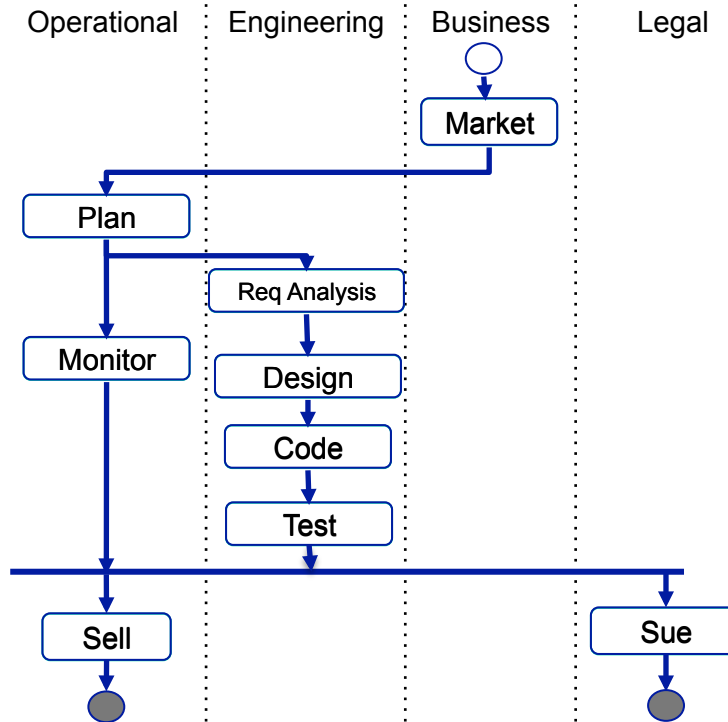 Operational Engineering Business Legal
Market
Plan
Req Analysis
Monitor
Design
Code
Test
Sell
Sue